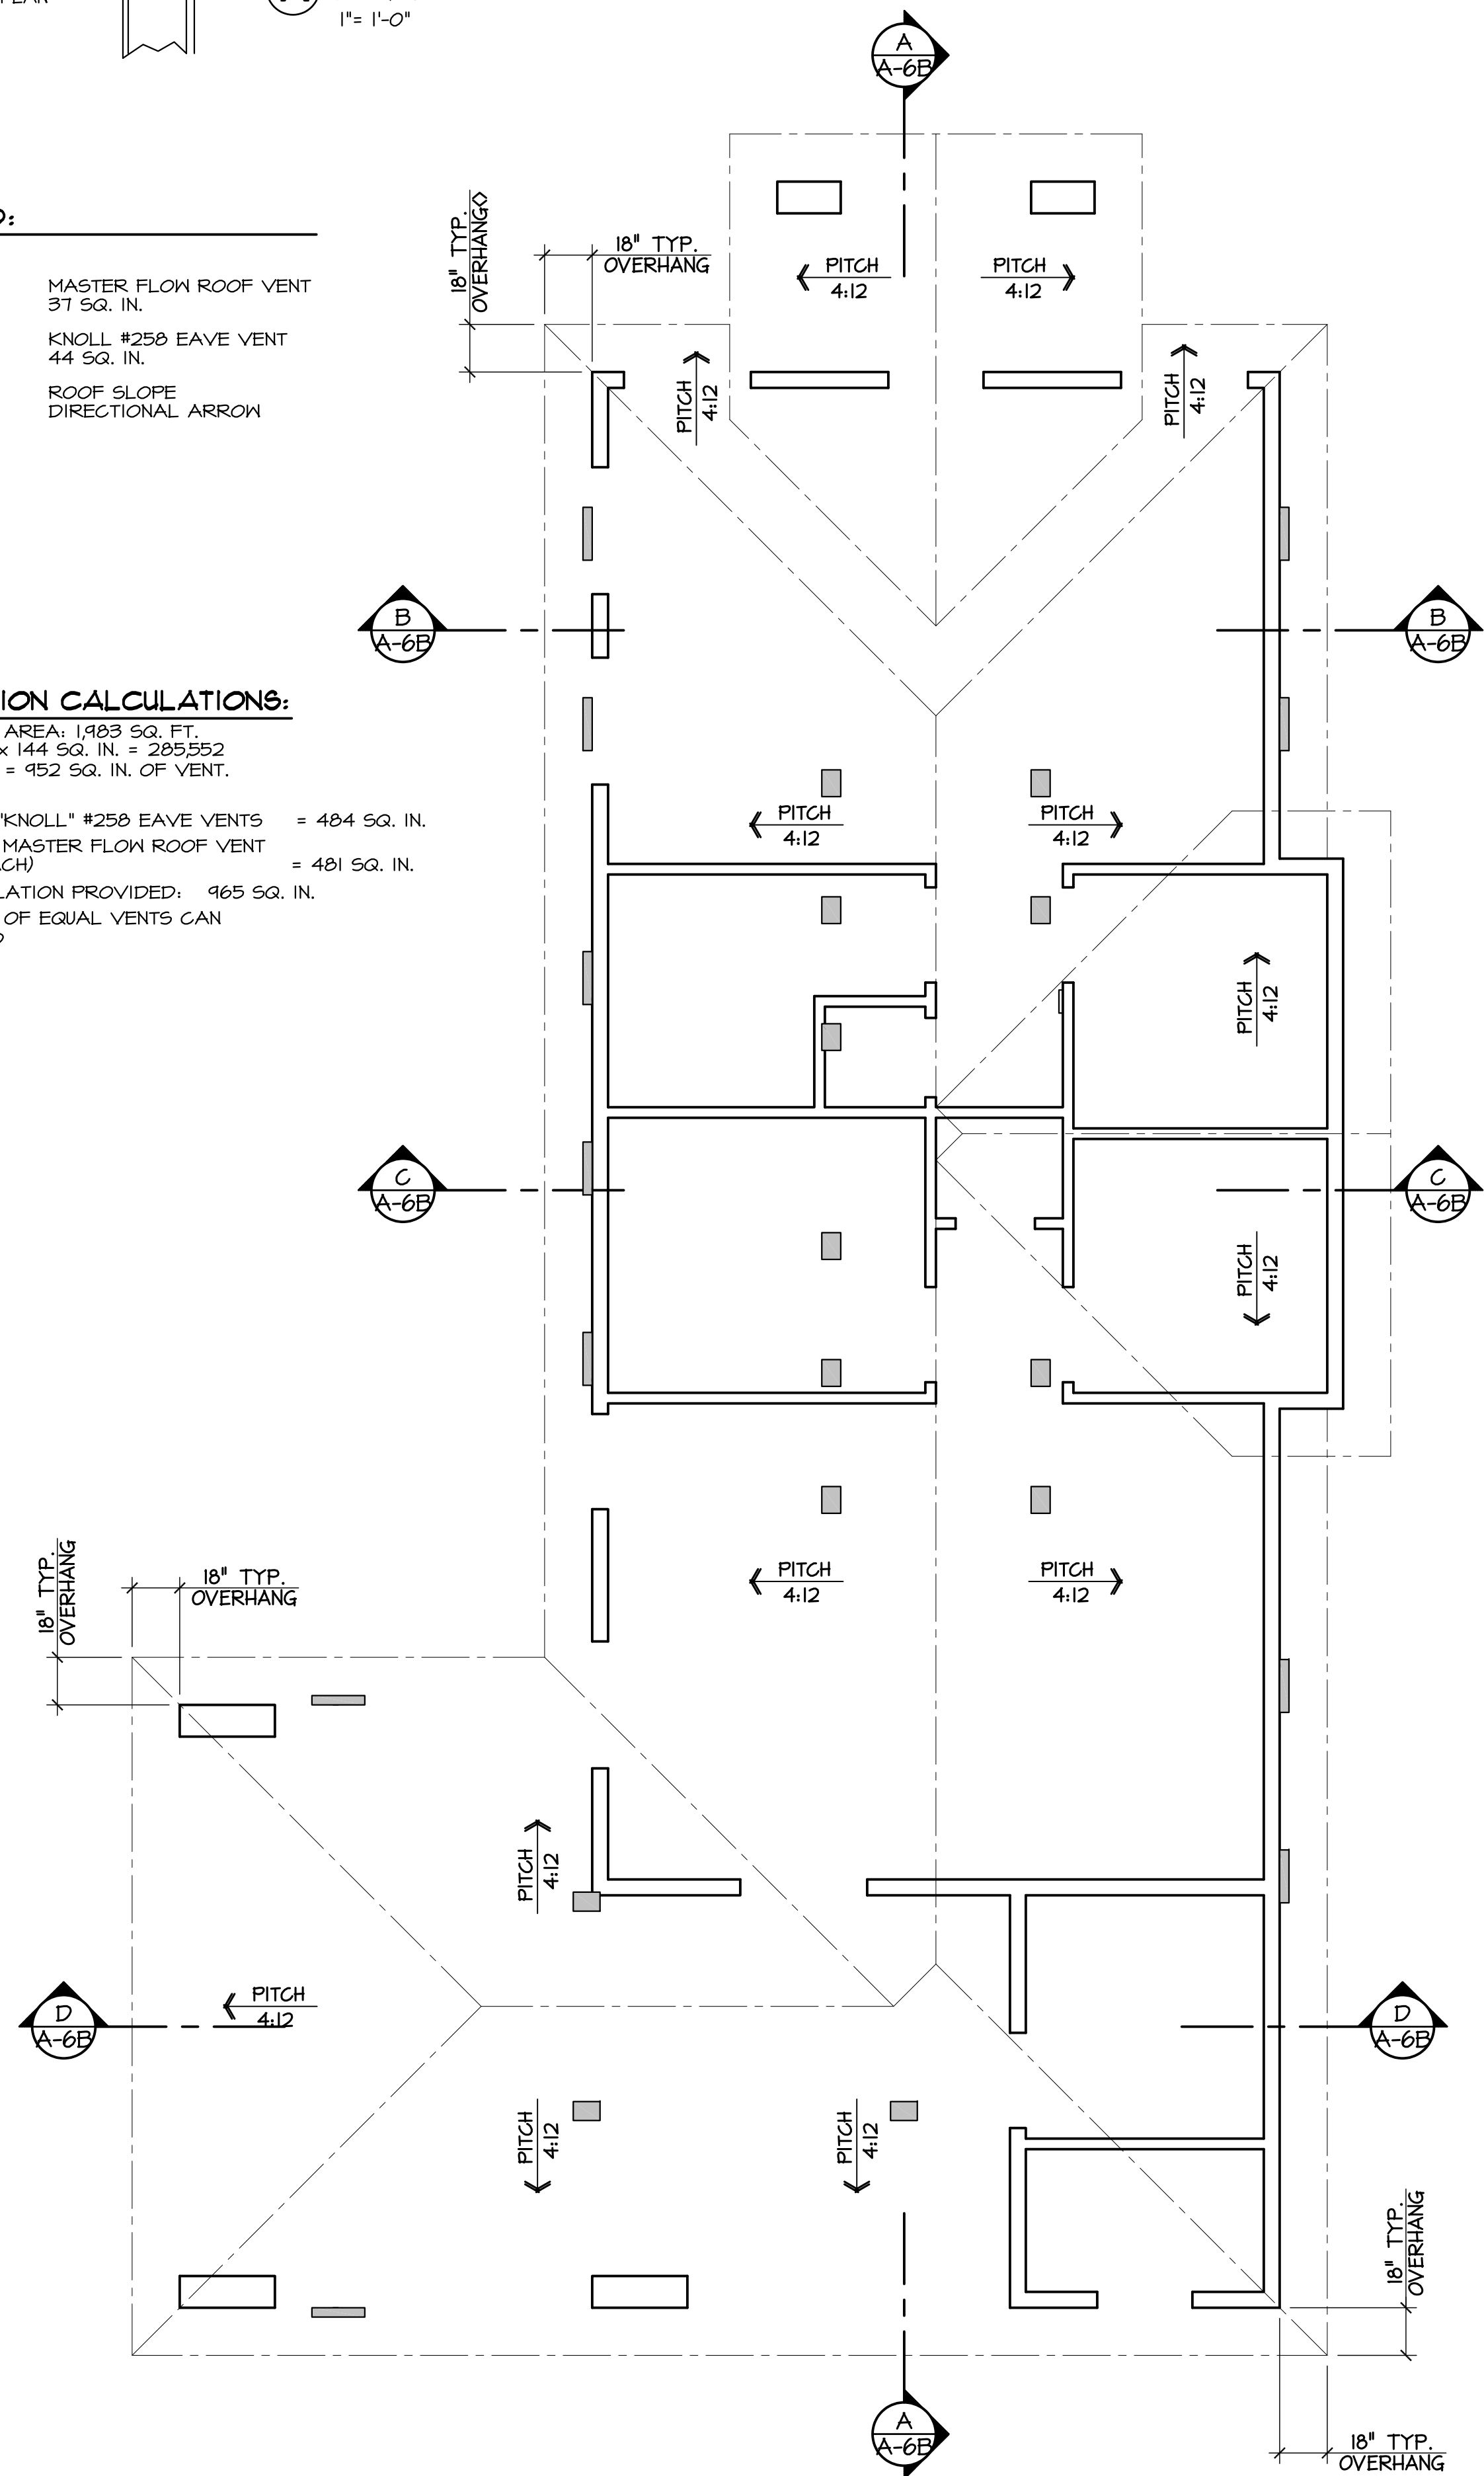 1"= 1'-0"
A
A-6B
18" TYP.
OVERHANG<>
18" TYP.
OVERHANG
PITCH
4:12
PITCH
4:12
MASTER FLOW ROOF VENT
37 SQ. IN.
KNOLL #258 EAVE VENT
44 SQ. IN.
ROOF SLOPE
DIRECTIONAL ARROW
PITCH
4:12
PITCH
4:12
B
A-6B
B
A-6B
ION CALCULATIONS:
AREA: 1,983 SQ. FT.
x 144 SQ. IN. = 285,552
= 952 SQ. IN. OF VENT.
"KNOLL" #258 EAVE VENTS = 484 SQ. IN.
MASTER FLOW ROOF VENT
ACH) = 481 SQ. IN.
LATION PROVIDED: 965 SQ. IN.
OF EQUAL VENTS CAN
PITCH
4:12
PITCH
4:12
PITCH
4:12
C
A-6B
C
A-6B
PITCH
4:12
18" TYP.
OVERHANG
18" TYP.
OVERHANG
PITCH
4:12
PITCH
4:12
PITCH
4:12
PITCH
4:12
D
A-6B
D
A-6B
PITCH
4:12
PITCH
4:12
18" TYP.
OVERHANG
A
A-6B
18" TYP.
OVERHANG